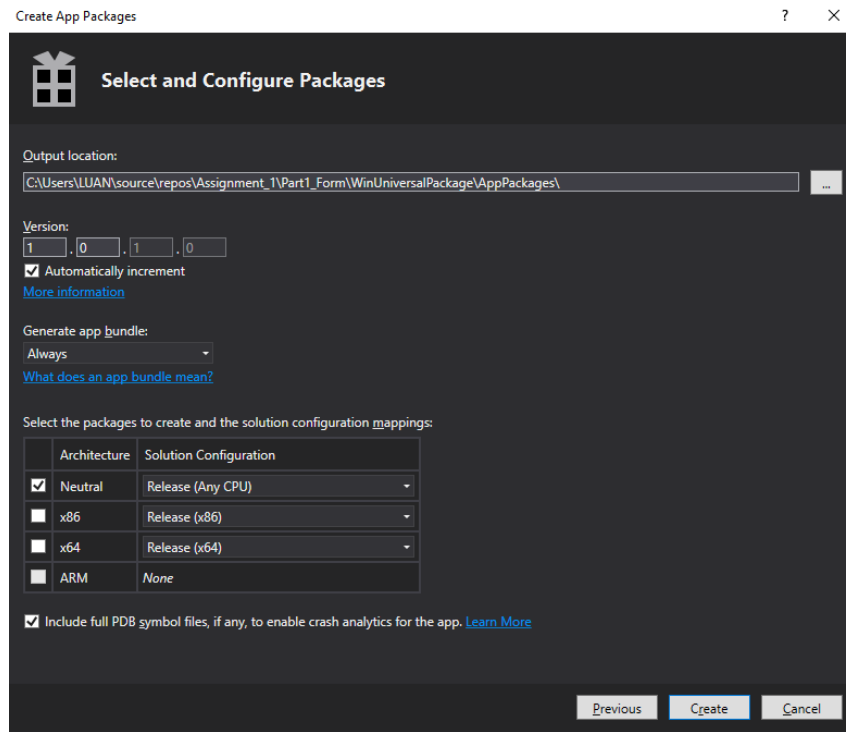 Create App Packages ? ×
Select and Configure Packages
Output location:
C:\Users\LUAN\source\repos\Assignment_1\Part1_Form\WinUniversalPackage\AppPackages\ ...
Version:
1 . 0 . 1 . 0
Automatically increment
More information
Generate app bundle:
Always
What does an app bundle mean?
Select the packages to create and the solution configuration mappings:
Architecture Solution Configuration
Neutral Release (Any CPU)
x86 Release (x86)
x64 Release (x64)
ARM None
Include full PDB symbol files, if any, to enable crash analytics for the app. Learn More
Previous Create Cancel